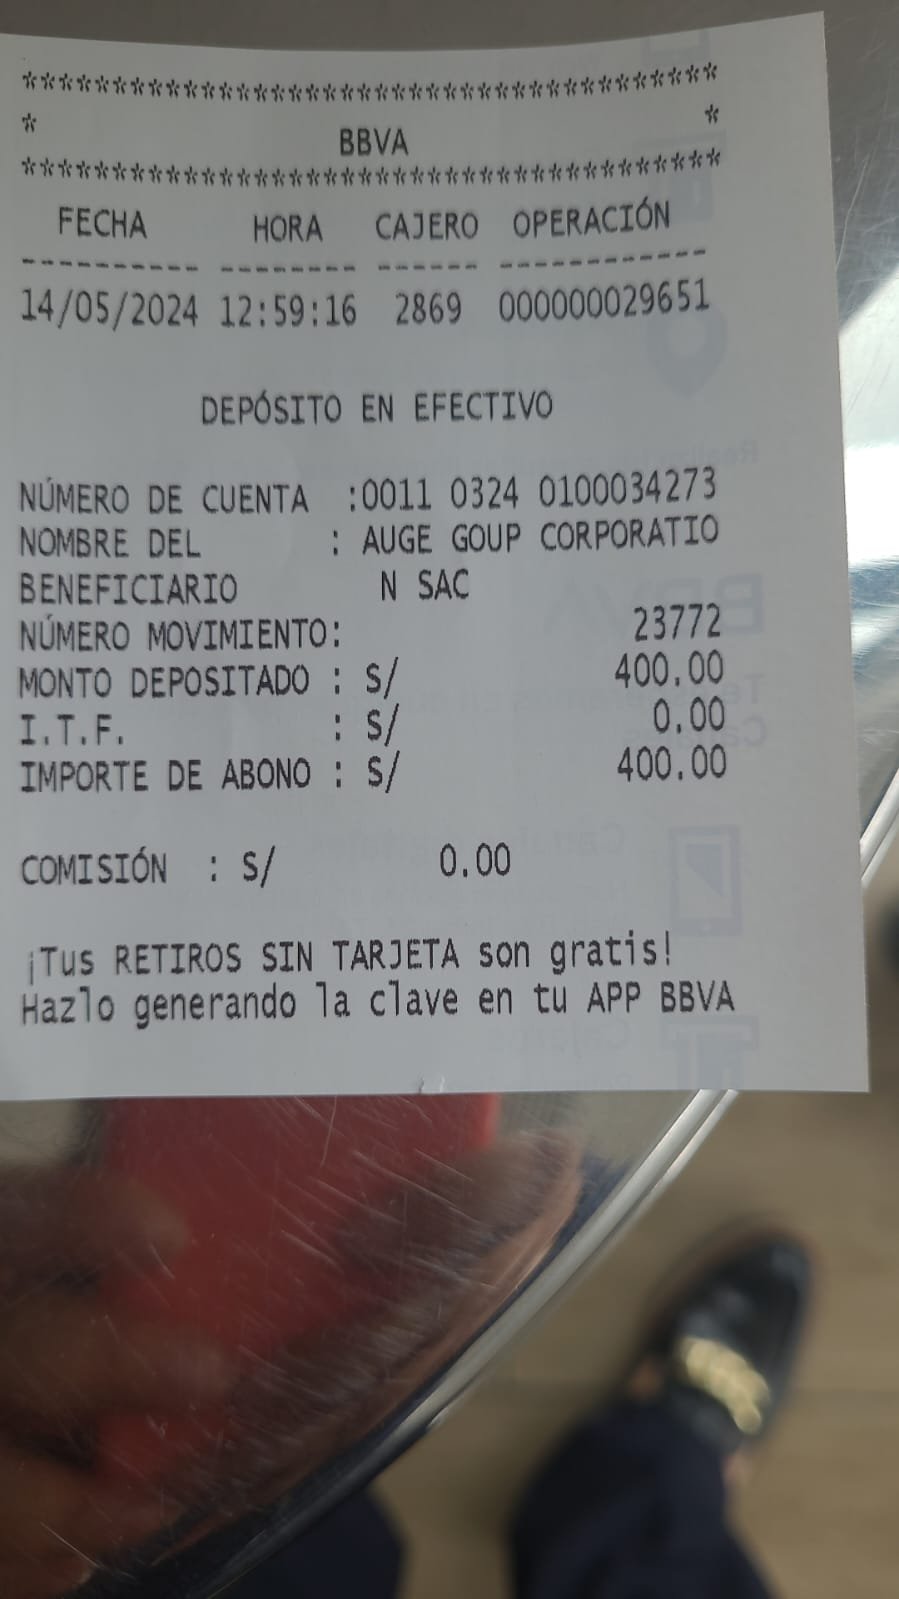 ***************************************
* BBVA *
***************************************
FECHA HORA CAJERO OPERACIÓN
---------- -------- ------ ------------
14/05/2024 12:59:16 2869 000000029651
DEPÓSITO EN EFECTIVO
NÚMERO DE CUENTA :0011 0324 0100034273
NOMBRE DEL : AUGE GOUP CORPORATIO
BENEFICIARIO N SAC
NÚMERO MOVIMIENTO: 23772
MONTO DEPOSITADO : S/ 400.00
I.T.F. : S/ 0.00
IMPORTE DE ABONO : S/ 400.00
COMISIÓN : S/ 0.00
¡Tus RETIROS SIN TARJETA son gratis!
Hazlo generando la clave en tu APP BBVA